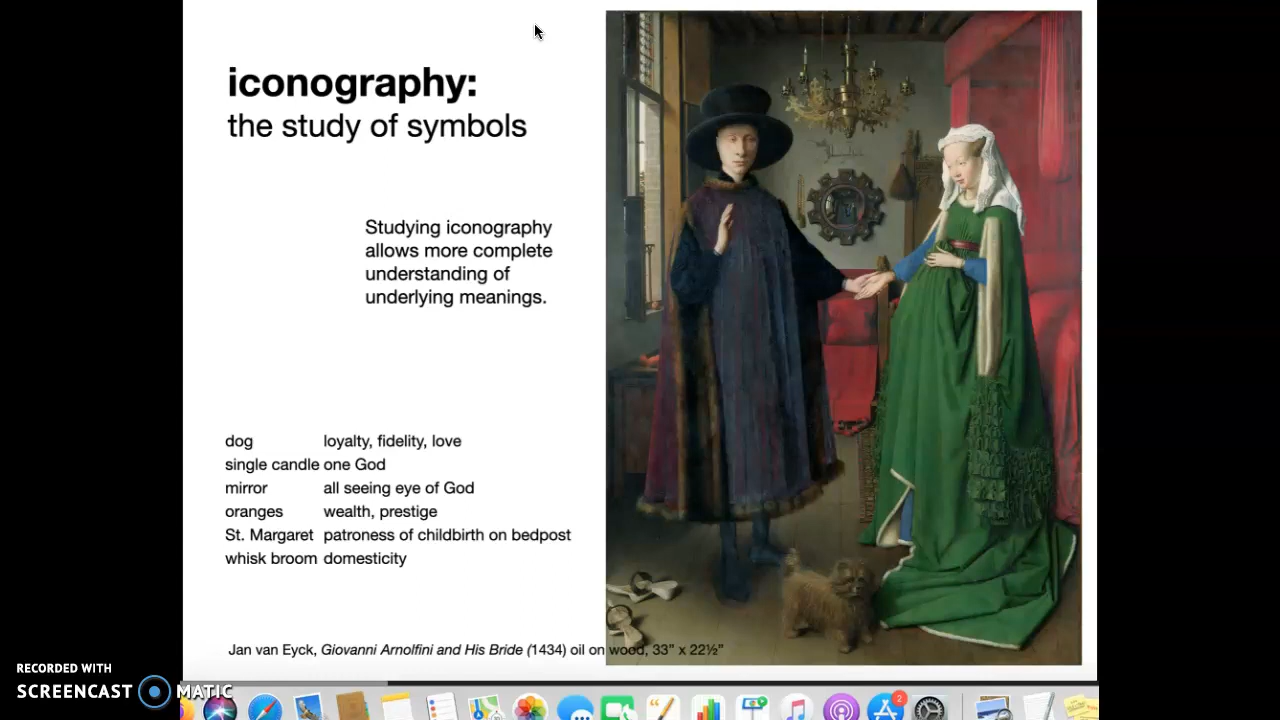 iconography:
the study of symbols
Studying iconography
allows more complete
understanding of
underlying meanings.
dog loyalty, fidelity, love
single candle one God
mirror all seeing eye of God
oranges wealth, prestige
St. Margaret patroness of childbirth on bedpost
whisk broom domesticity
Jan van Eyck, Giovanni Arnolfini and His Bride (1434) oil on wood, 33” x 22½”
RECORDED WITH
SCREENCAST MATIC
2